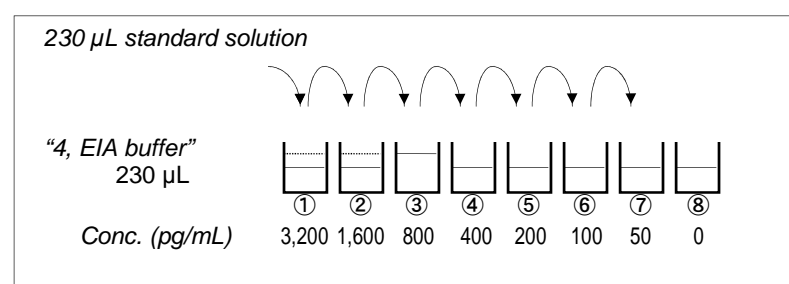 230 µL standard solution
“4, EIA buffer”
230 µL
① ② ③ ④ ⑤ ⑥ ⑦ ⑧
Conc. (pg/mL) 3,200 1,600 800 400 200 100 50 0